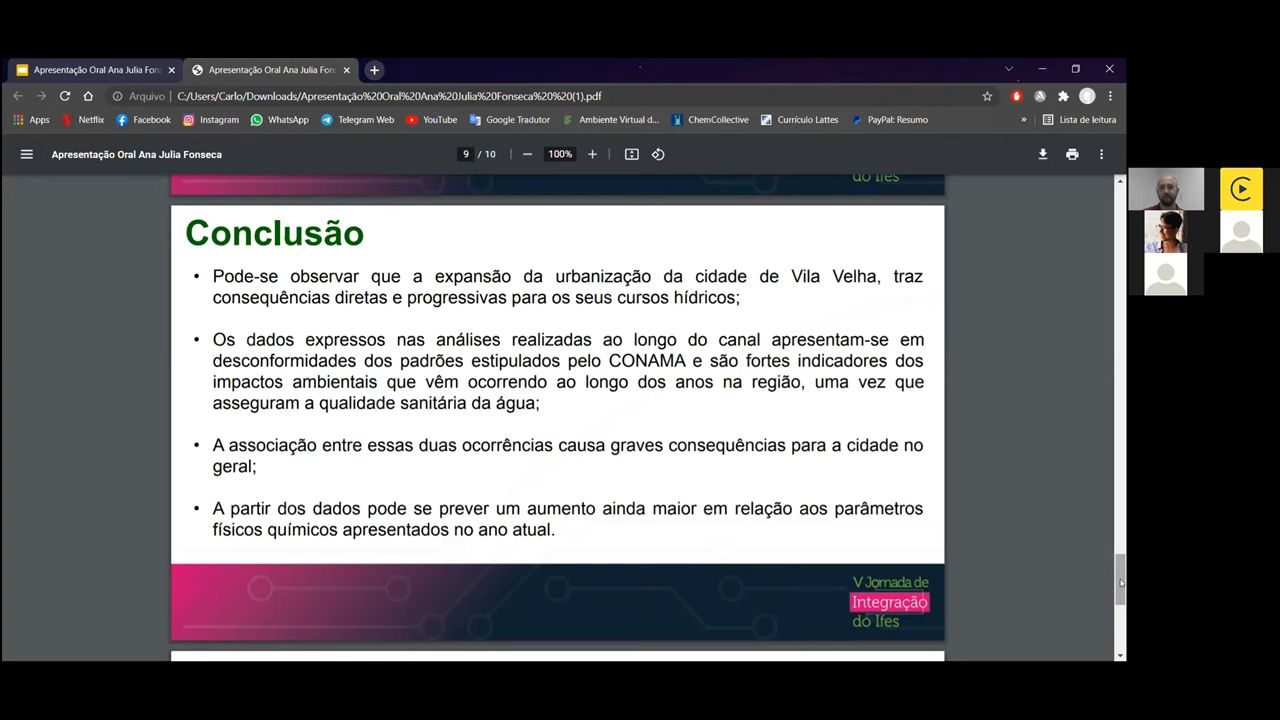 Apresentação Oral Ana Julia Fon
Apresentação Oral Ana Julia Fon
Arquivo
C:/Users/Carlo/Downloads/Apresentação%20Oral%20Ana%20Julia%20Fonseca%20%20(1).pdf
Apps Netflix Facebook Instagram WhatsApp Telegram Web YouTube Google Tradutor Ambiente Virtual d... ChemCollective Currículo Lattes PayPal: Resumo » Lista de leitura
Apresentação Oral Ana Julia Fonseca 9 / 10 100%
do Ifes
Conclusão
• Pode-se observar que a expansão da urbanização da cidade de Vila Velha, traz
consequências diretas e progressivas para os seus cursos hídricos;
• Os dados expressos nas análises realizadas ao longo do canal apresentam-se em
desconformidades dos padrões estipulados pelo CONAMA e são fortes indicadores dos
impactos ambientais que vêm ocorrendo ao longo dos anos na região, uma vez que
asseguram a qualidade sanitária da água;
• A associação entre essas duas ocorrências causa graves consequências para a cidade no
geral;
• A partir dos dados pode se prever um aumento ainda maior em relação aos parâmetros
físicos químicos apresentados no ano atual.
V Jornada de
Integração
do Ifes